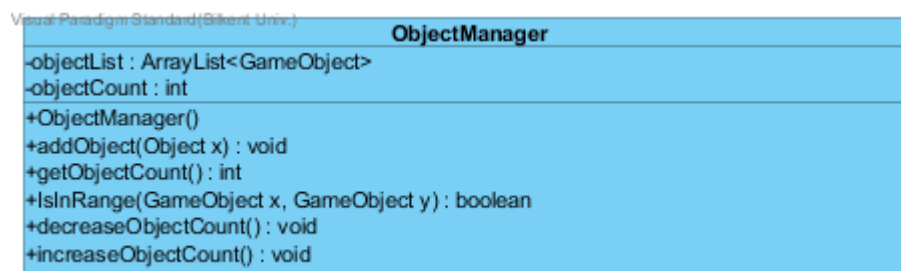 Visual Paradigm Standard(Bilkent Univ.)
ObjectManager
-objectList : ArrayList<GameObject>
-objectCount : int
+ObjectManager()
+addObject(Object x) : void
+getObjectCount() : int
+IsInRange(GameObject x, GameObject y) : boolean
+decreaseObjectCount() : void
+increaseObjectCount() : void